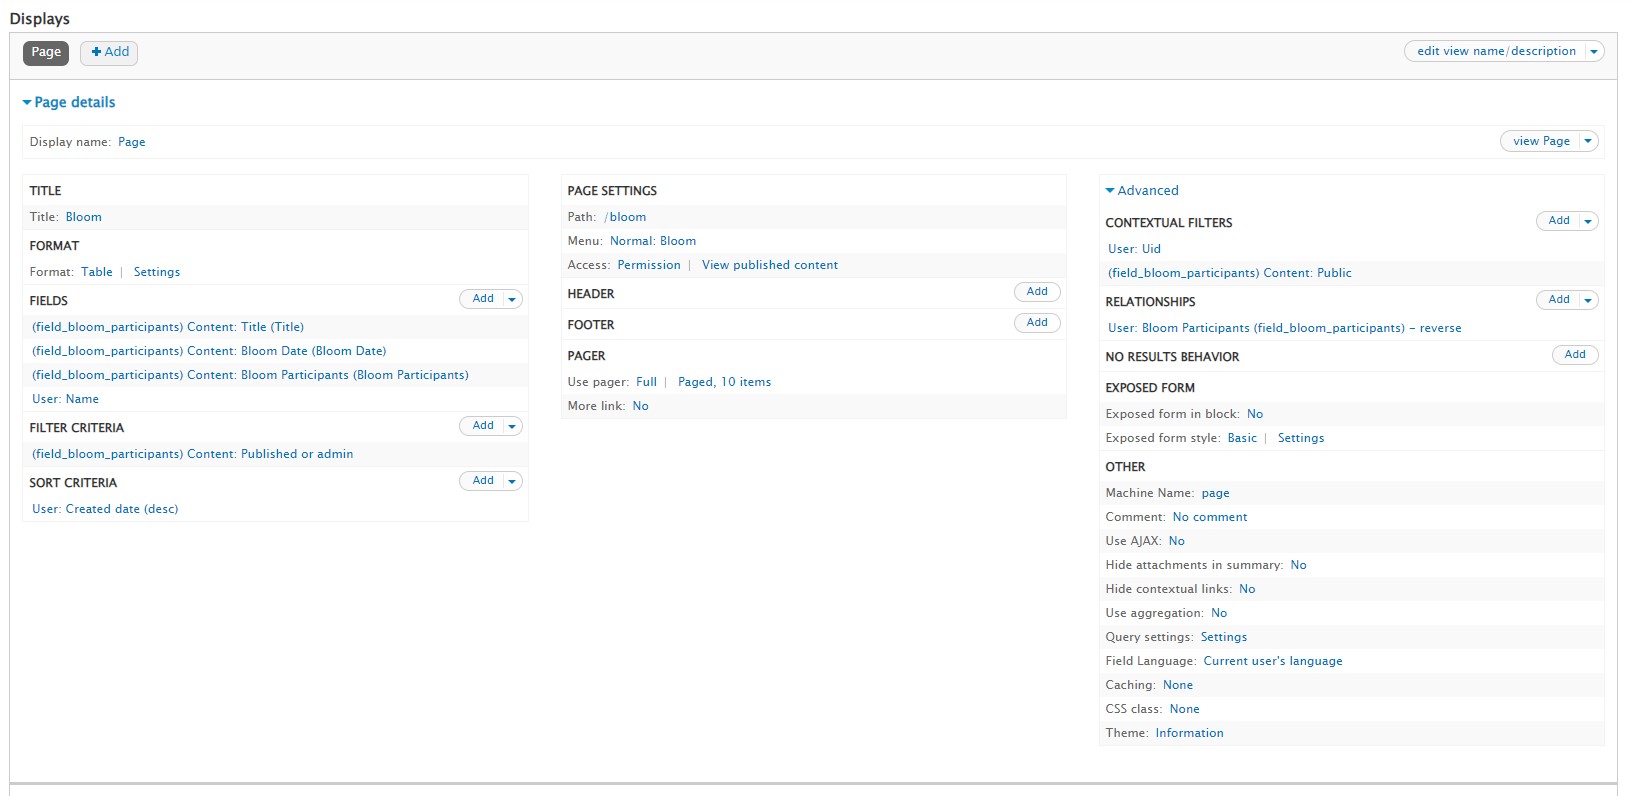 Displays
Page
Add
edit view name/description
Page details
Display name: Page
view Page
TITLE
Title: Bloom
FORMAT
Format: Table | Settings
FIELDS
Add
(field_bloom_participants) Content: Title (Title)
(field_bloom_participants) Content: Bloom Date (Bloom Date)
(field_bloom_participants) Content: Bloom Participants (Bloom Participants)
User: Name
FILTER CRITERIA
Add
(field_bloom_participants) Content: Published or admin
SORT CRITERIA
Add
User: Created date (desc)
PAGE SETTINGS
Path: /bloom
Menu: Normal: Bloom
Access: Permission | View published content
HEADER
Add
FOOTER
Add
PAGER
Use pager: Full | Paged, 10 items
More link: No
Advanced
CONTEXTUAL FILTERS
Add
User: Uid
(field_bloom_participants) Content: Public
RELATIONSHIPS
Add
User: Bloom Participants (field_bloom_participants) - reverse
NO RESULTS BEHAVIOR
Add
EXPOSED FORM
Exposed form in block: No
Exposed form style: Basic | Settings
OTHER
Machine Name: page
Comment: No comment
Use AJAX: No
Hide attachments in summary: No
Hide contextual links: No
Use aggregation: No
Query settings: Settings
Field Language: Current user's language
Caching: None
CSS class: None
Theme: Information